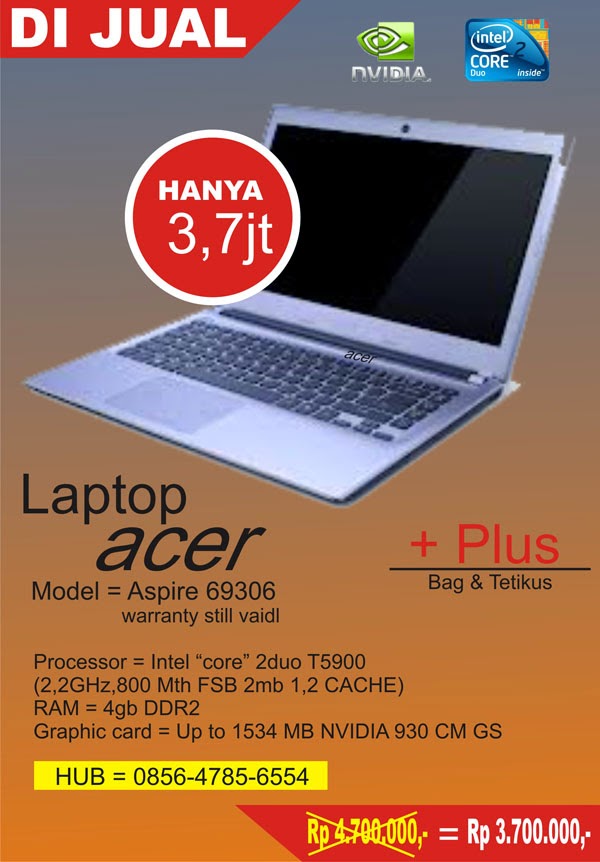 DI JUAL
NVIDIA.
intel
CORE 2
Duo inside™
HANYA
3,7jt
acer
Laptop
acer
Model = Aspire 69306
warranty still vaidl
+ Plus
Bag & Tetikus
Processor = Intel “core” 2duo T5900
(2,2GHz,800 Mth FSB 2mb 1,2 CACHE)
RAM = 4gb DDR2
Graphic card = Up to 1534 MB NVIDIA 930 CM GS
HUB = 0856-4785-6554
Rp 4.700.000,- = Rp 3.700.000,-